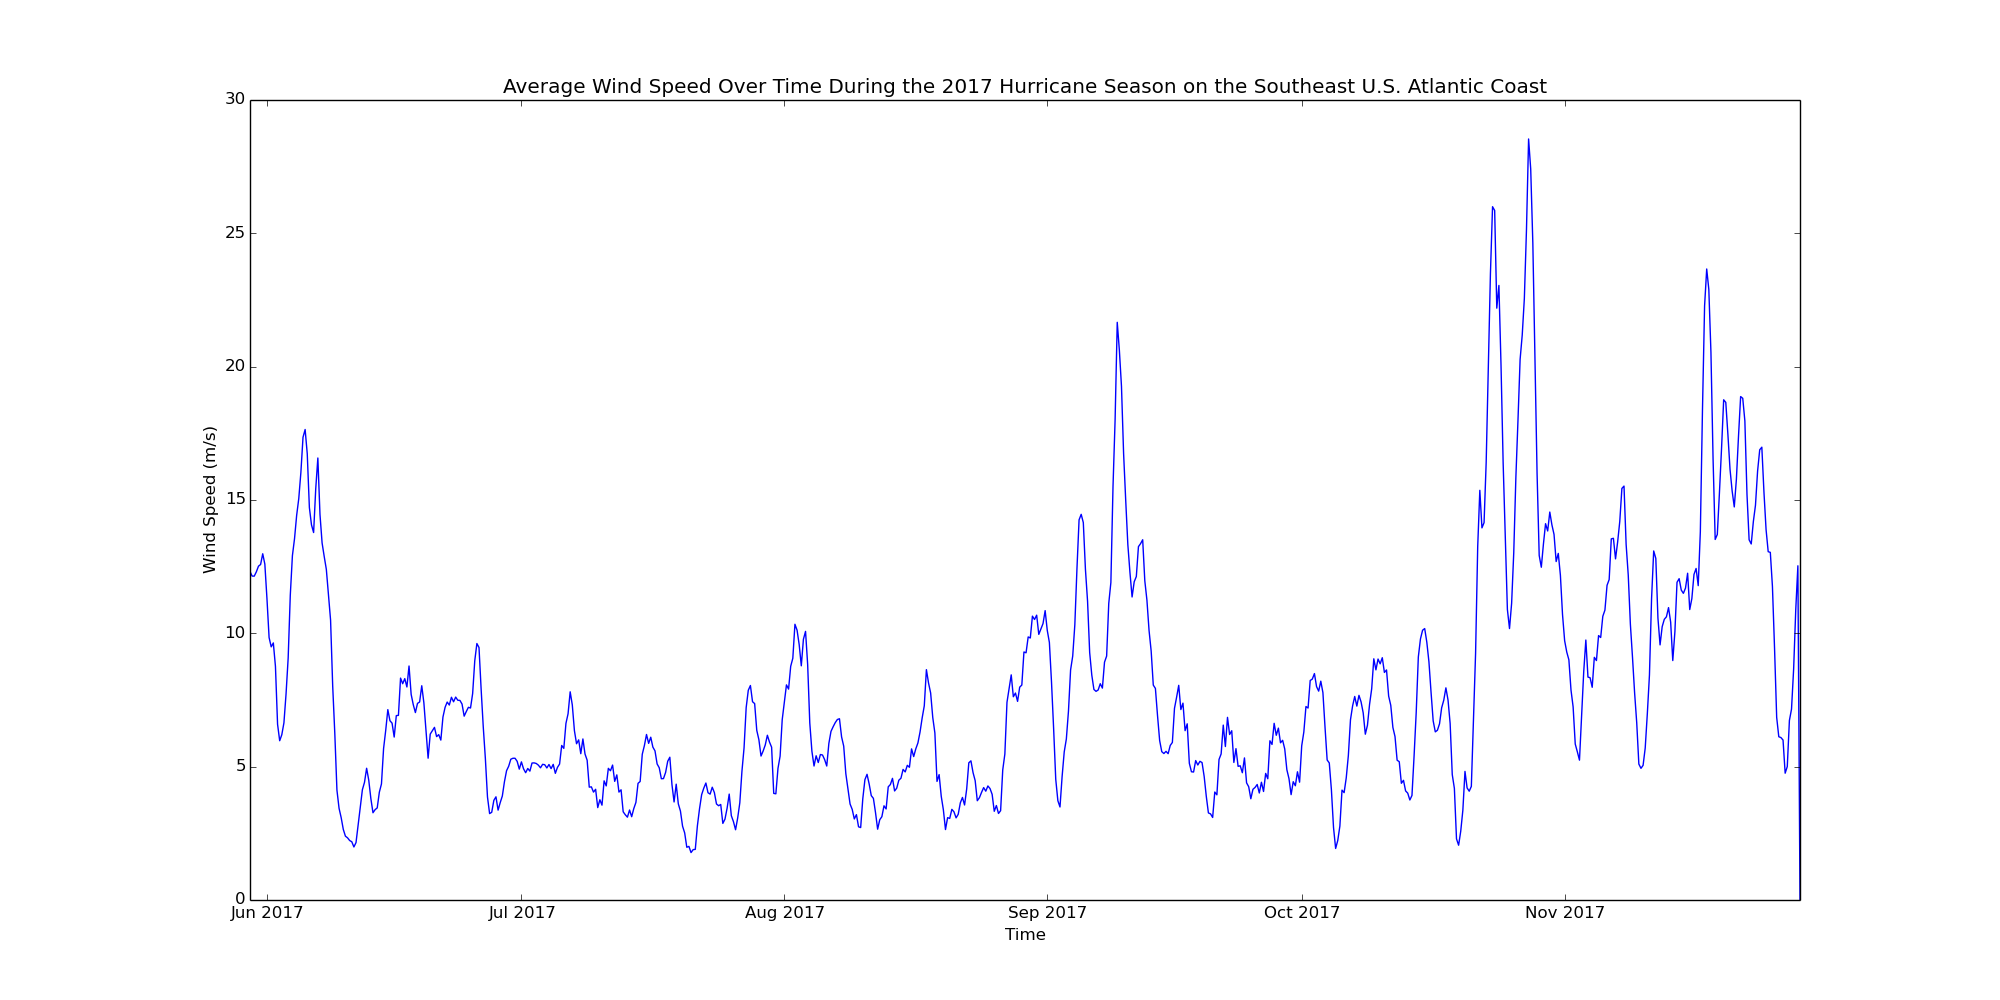 Average Wind Speed Over Time During the 2017 Hurricane Season on the Southeast U.S. Atlantic Coast
30
25
20
15
10
5
0
Wind Speed (m/s)
Jun 2017 Jul 2017 Aug 2017 Sep 2017 Oct 2017 Nov 2017
Time